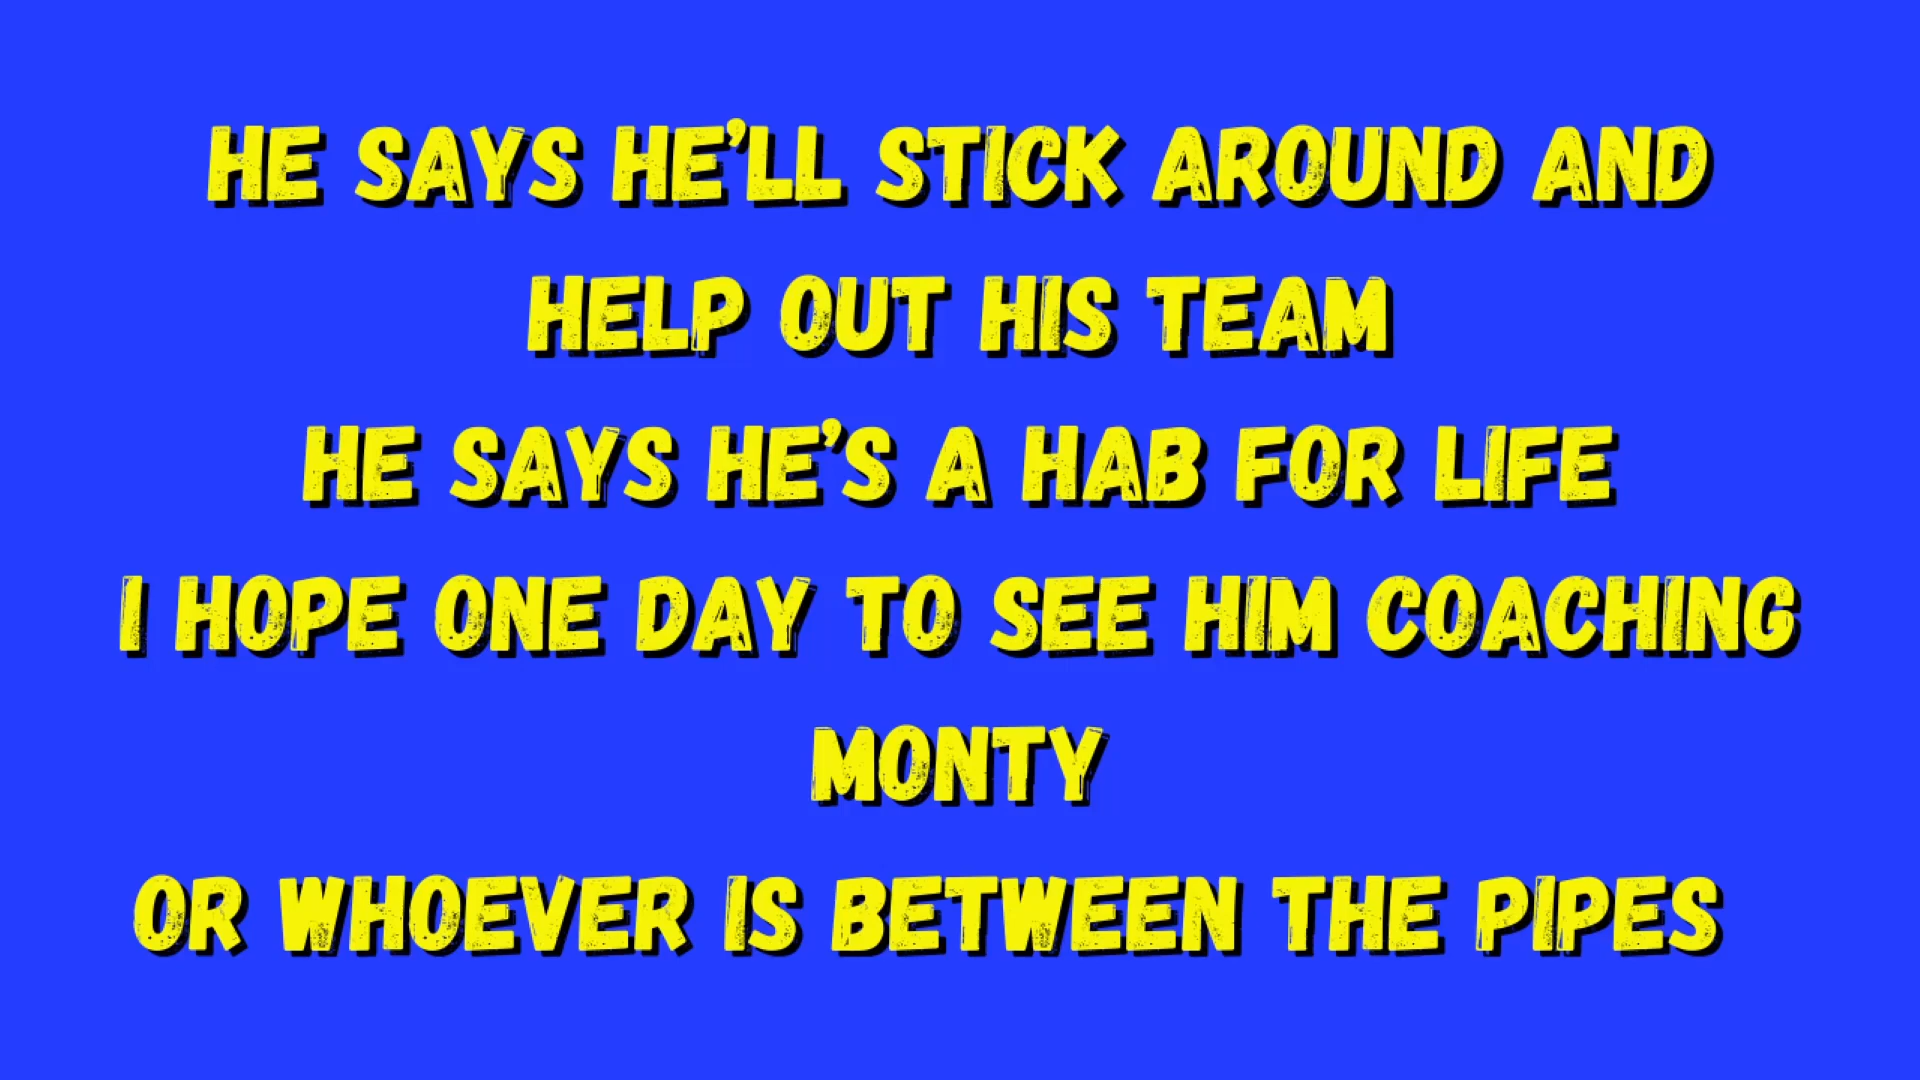 HE SAYS HE'LL STICK AROUND AND
HELP OUT HIS TEAM
HE SAYS HE'S A HAB FOR LIFE
I HOPE ONE DAY TO SEE HIM COACHING
MONTY
OR WHOEVER IS BETWEEN THE PIPES